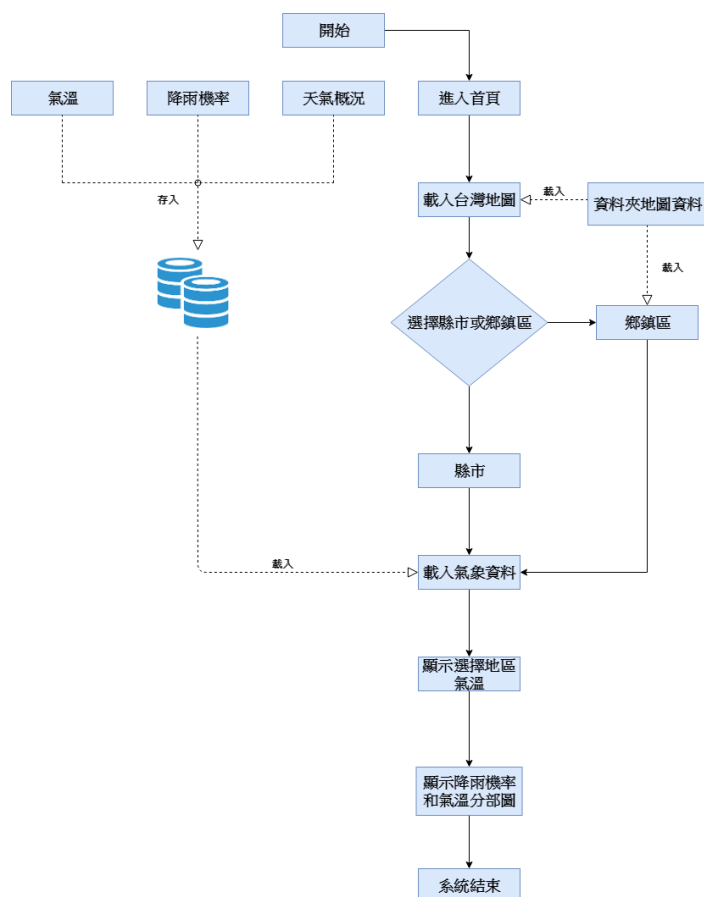 開始
氣溫
降雨機率
天氣概況
進入首頁
存入
載入台灣地圖
載入
資料夾地圖資料
載入
選擇縣市或鄉鎮區
鄉鎮區
縣市
載入
載入氣象資料
顯示選擇地區
氣溫
顯示降雨機率
和氣溫分部圖
系統結束